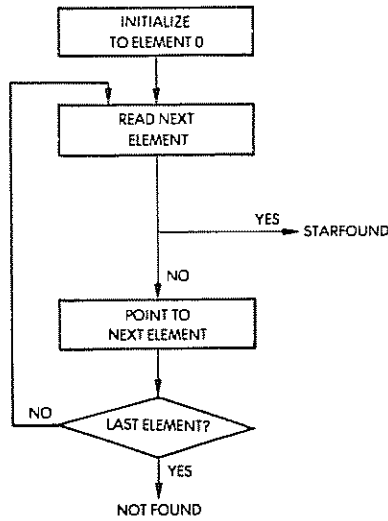 INITIALIZE
TO ELEMENT 0
READ NEXT
ELEMENT
YES
STARFOUND
NO
POINT TO
NEXT ELEMENT
NO
LAST ELEMENT?
YES
NOT FOUND